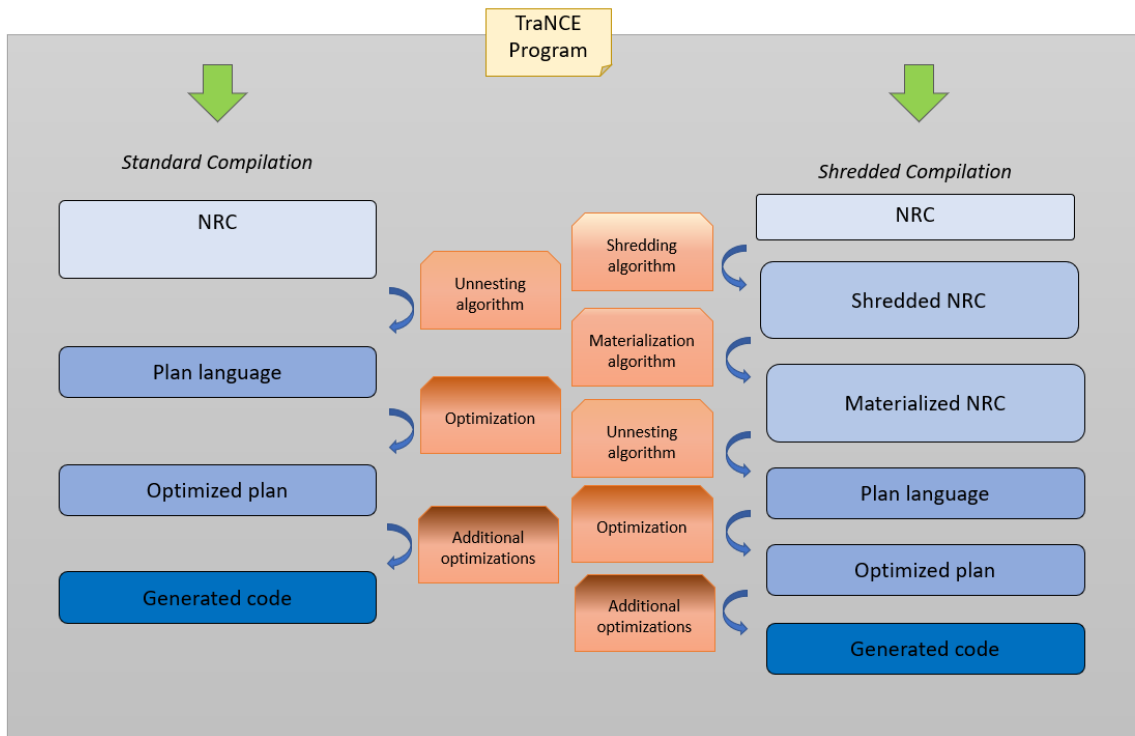 TraNCE
Program
Standard Compilation
NRC
Unnesting
algorithm
Plan language
Optimization
Optimized plan
Additional
optimizations
Generated code
Shredded Compilation
NRC
Shredding
algorithm
Shredded NRC
Materialization
algorithm
Materialized NRC
Unnesting
algorithm
Plan language
Optimization
Optimized plan
Additional
optimizations
Generated code